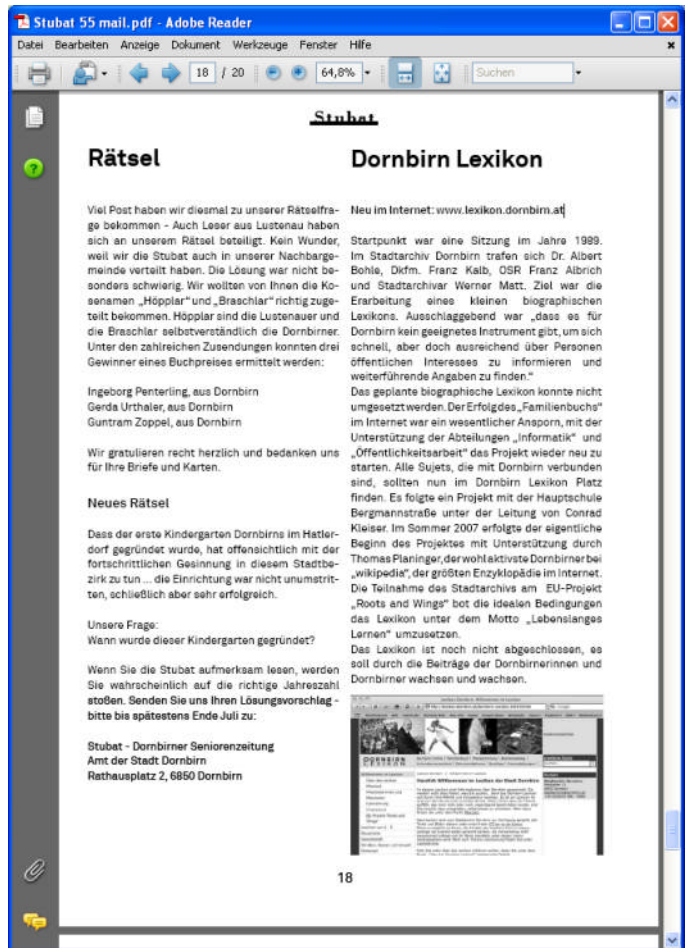 Stubat 55 mail.pdf - Adobe Reader
Datei Bearbeiten Anzeige Dokument Werkzeuge Fenster Hilfe
18 / 20 64,8% Suchen
Stubat
Rätsel
Viel Post haben wir diesmal zu unserer Rätselfra-
ge bekommen - Auch Leser aus Lustenau haben
sich an unserem Rätsel beteiligt. Kein Wunder,
weil wir die Stubat auch in unserer Nachbarge-
meinde verteilt haben. Die Lösung war nicht be-
sonders schwierig. Wir wollten von Ihnen die Ko-
senamen „Höpplar“ und „Braschlar“ richtig zuge-
teilt bekommen. Höpplar sind die Lustenauer und
die Braschlar selbstverständlich die Dornbirner.
Unter den zahlreichen Zusendungen konnten drei
Gewinner eines Buchpreises ermittelt werden:
Ingeborg Penterling, aus Dornbirn
Gerda Urthaler, aus Dornbirn
Guntram Zoppel, aus Dornbirn
Wir gratulieren recht herzlich und bedanken uns
für Ihre Briefe und Karten.
Neues Rätsel
Dass der erste Kindergarten Dornbirns im Hatler-
dorf gegründet wurde, hat offensichtlich mit der
fortschrittlichen Gesinnung in diesem Stadtbe-
zirk zu tun ... die Einrichtung war nicht unumstrit-
ten, schließlich aber sehr erfolgreich.
Unsere Frage:
Wann wurde dieser Kindergarten gegründet?
Wenn Sie die Stubat aufmerksam lesen, werden
Sie wahrscheinlich auf die richtige Jahreszahl
stoßen. Senden Sie uns Ihren Lösungsvorschlag -
bitte bis spätestens Ende Juli zu:
Stubat - Dornbirner Seniorenzeitung
Amt der Stadt Dornbirn
Rathausplatz 2, 6850 Dornbirn
Dornbirn Lexikon
Neu im Internet: www.lexikon.dornbirn.at
Startpunkt war eine Sitzung im Jahre 1989.
Im Stadtarchiv Dornbirn trafen sich Dr. Albert
Bohle, Dkfm. Franz Kalb, OSR Franz Albrich
und Stadtarchivar Werner Matt. Ziel war die
Erarbeitung eines kleinen biographischen
Lexikons. Ausschlaggebend war „dass es für
Dornbirn kein geeignetes Instrument gibt, um sich
schnell, aber doch ausreichend über Personen
öffentlichen Interesses zu informieren und
weiterführende Angaben zu finden.“
Das geplante biographische Lexikon konnte nicht
umgesetzt werden. Der Erfolg des „Familienbuchs“
im Internet war ein wesentlicher Ansporn, mit der
Unterstützung der Abteilungen „Informatik“ und
„Öffentlichkeitsarbeit“ das Projekt wieder neu zu
starten. Alle Sujets, die mit Dornbirn verbunden
sind, sollten nun im Dornbirn Lexikon Platz
finden. Es folgte ein Projekt mit der Hauptschule
Bergmannstraße unter der Leitung von Conrad
Kleiser. Im Sommer 2007 erfolgte der eigentliche
Beginn des Projektes mit Unterstützung durch
Thomas Planinger, der wohl aktivste Dornbirner bei
„wikipedia“, der größten Enzyklopädie im Internet.
Die Teilnahme des Stadtarchivs am EU-Projekt
„Roots and Wings“ bot die idealen Bedingungen
das Lexikon unter dem Motto „Lebenslanges
Lernen“ umzusetzen.
Das Lexikon ist noch nicht abgeschlossen, es
soll durch die Beiträge der Dornbirnerinnen und
Dornbirner wachsen und wachsen.
DORNBIRN
LEXIKON
18